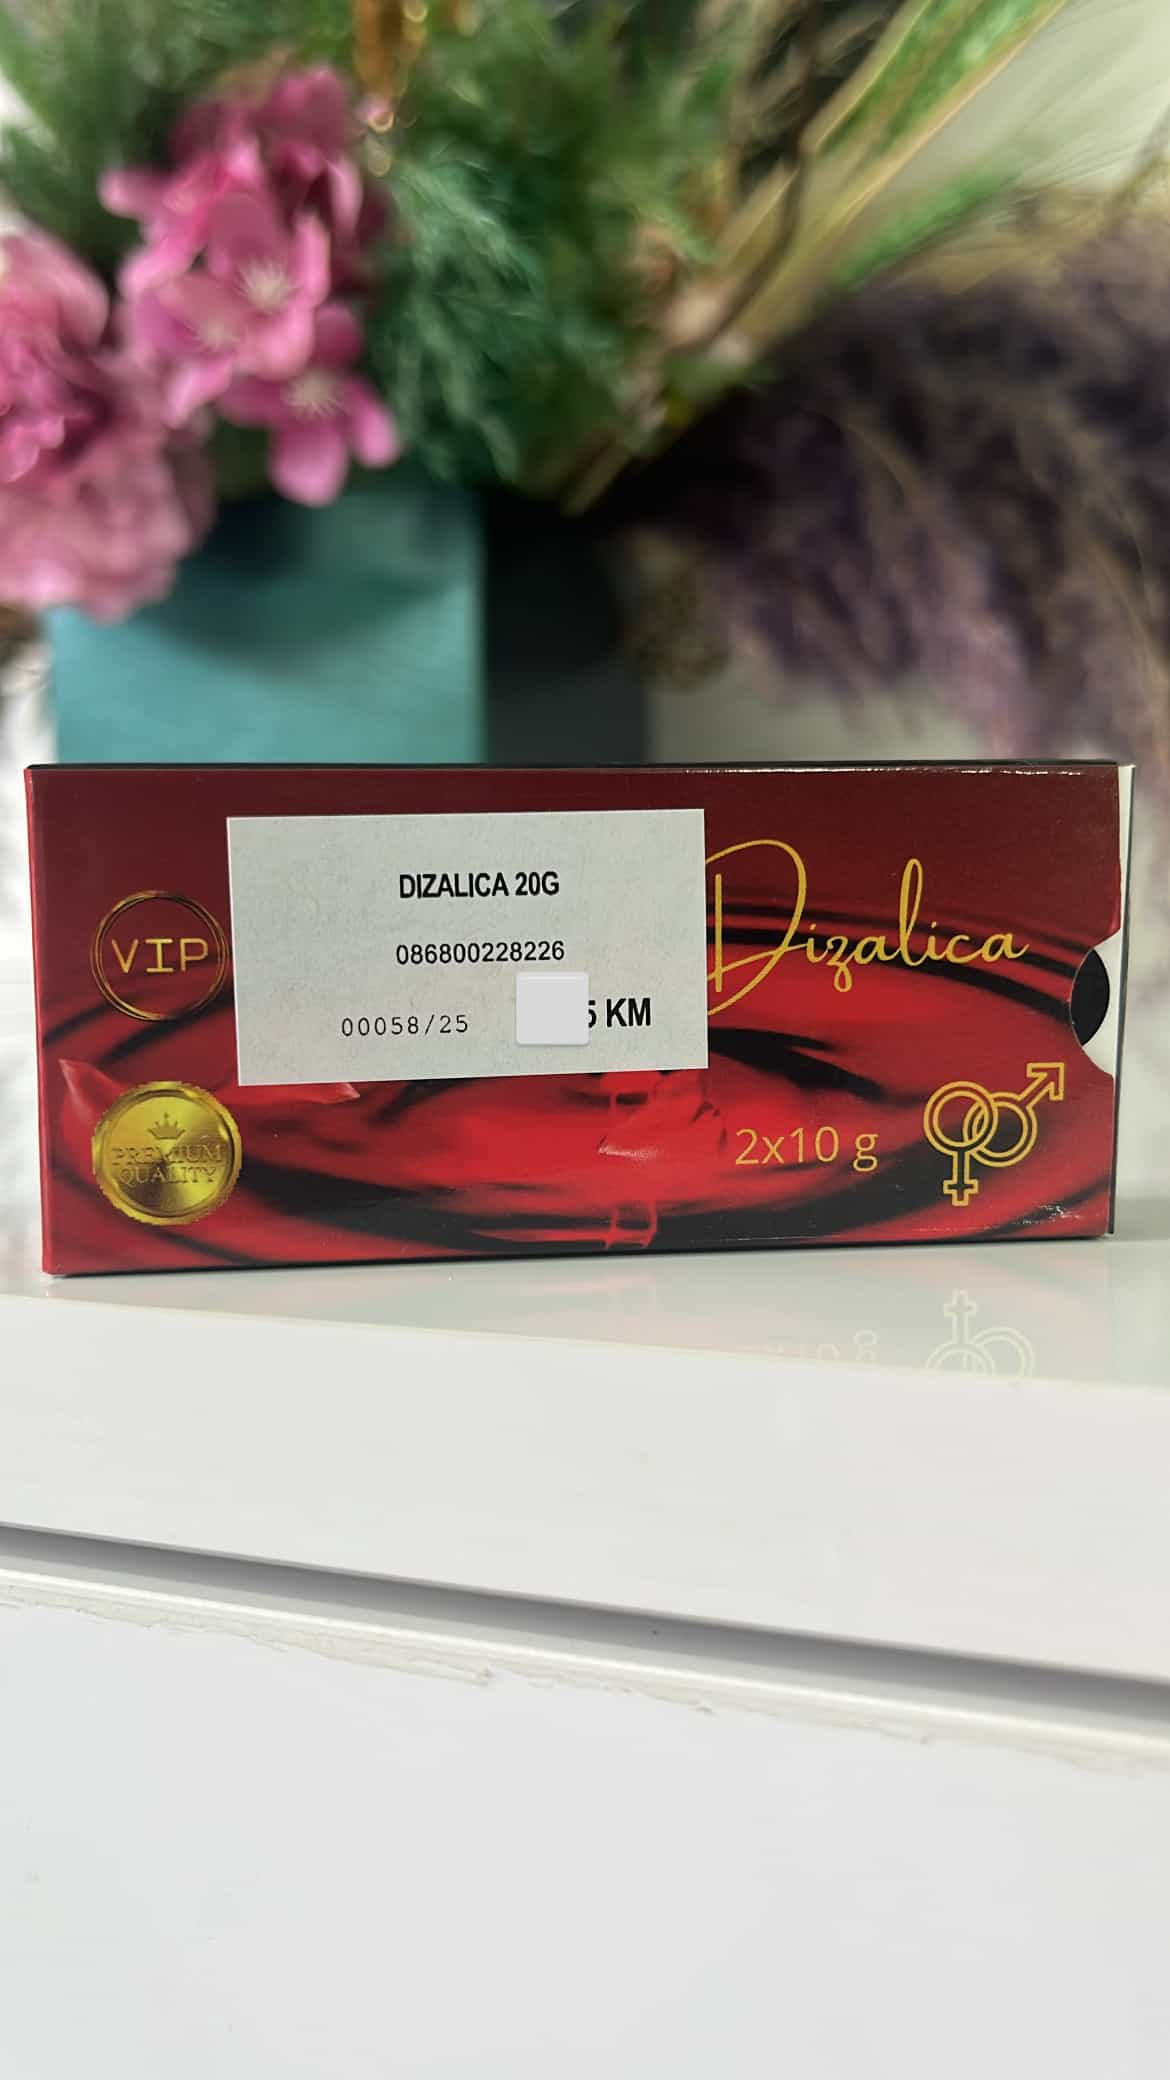 DIZALICA 20G
086800228226
00058/25
5 KM
VIP
Dizalica
PREMIUM
QUALITY
2x10 g